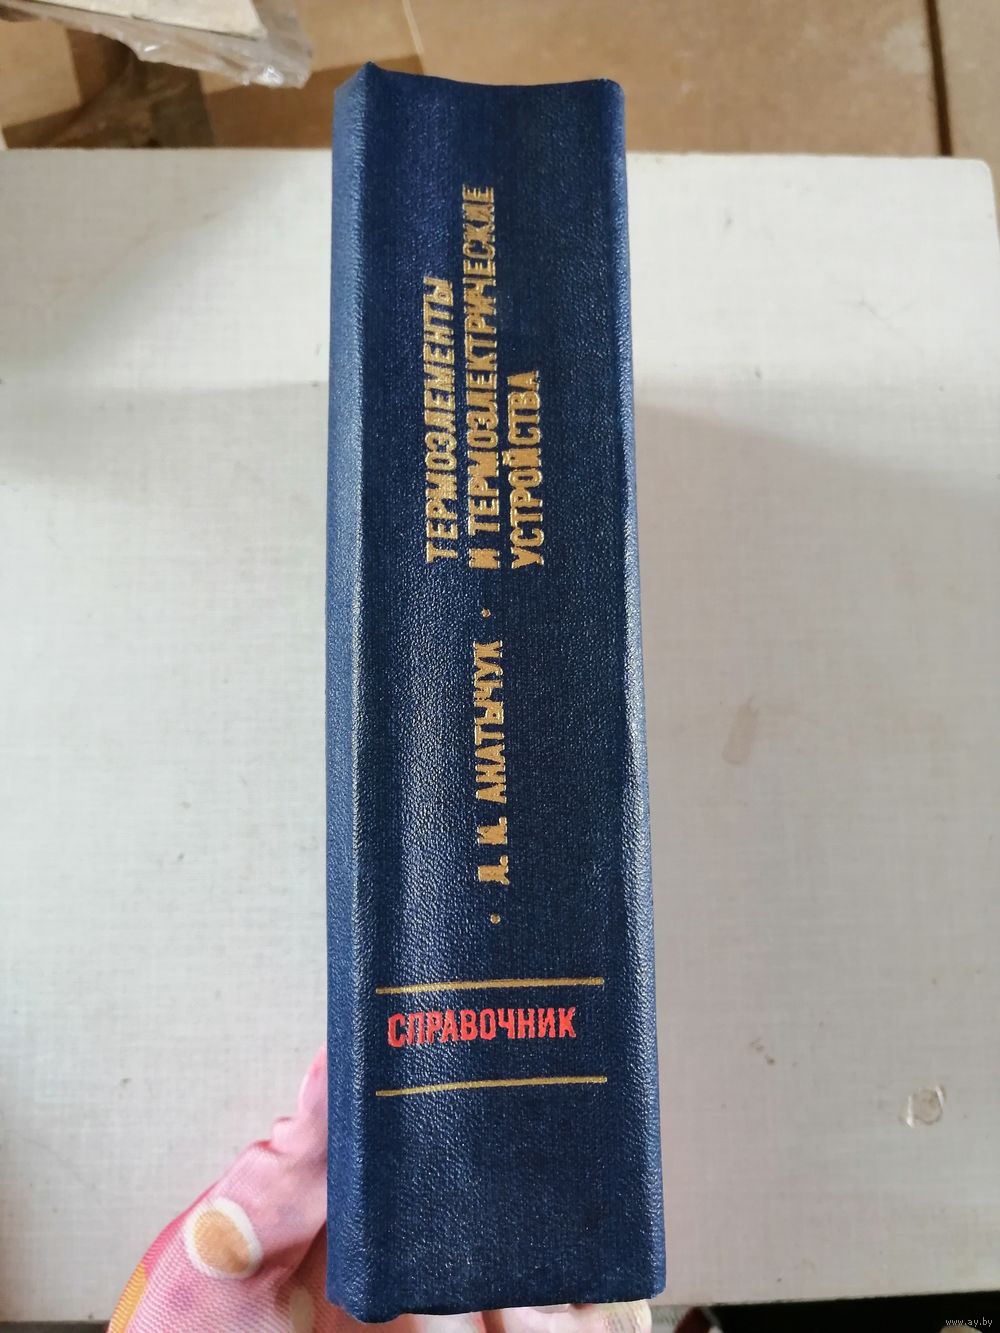 ТЕРМОЭЛЕМЕНТЫ
И ТЕРМОЭЛЕКТРИЧЕСКИЕ
УСТРОЙСТВА
· Л. И. АНАТЫЧУК ·
СПРАВОЧНИК
www.ay.by